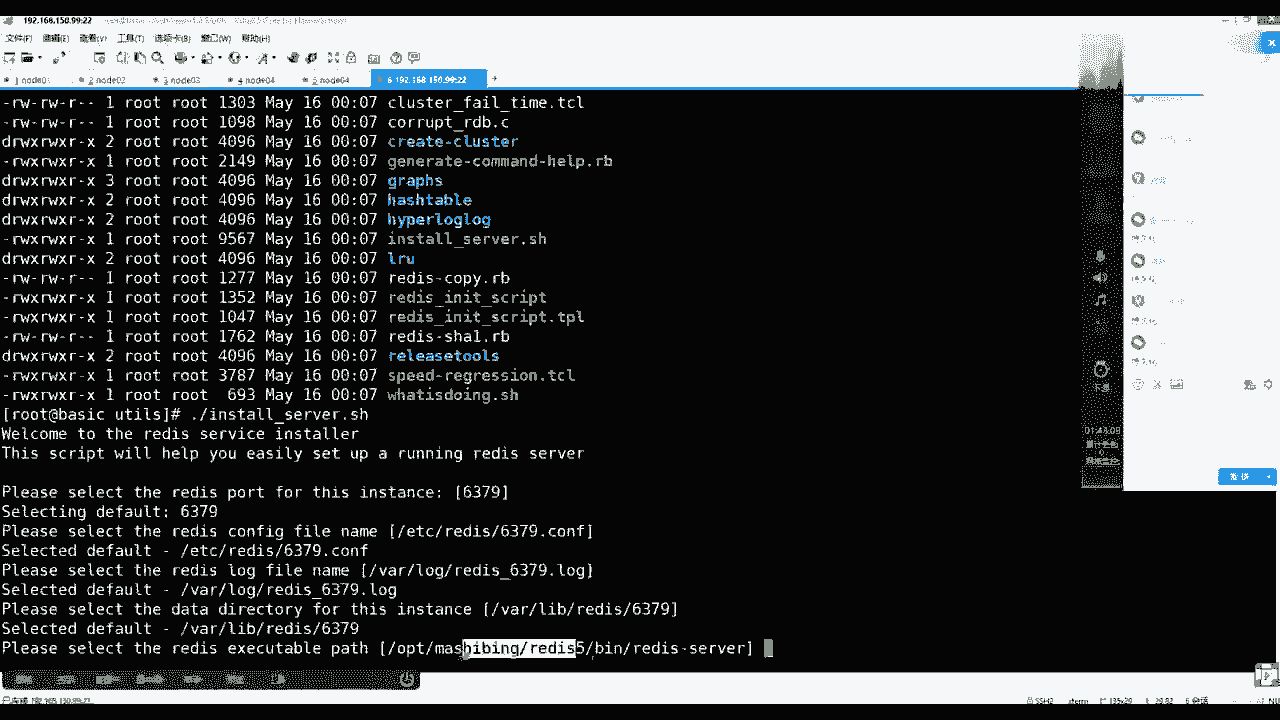 192.168.150.99:22
文件(F) 编辑(E) 查看(V) 工具(T) 选项卡(B) 窗口(W) 帮助(H)
1 node01 2 node02 3 node03 4 node04 5 node04 6 192.168.150.99:22 +
-rw-rw-r-- 1 root root 1303 May 16 00:07 cluster_fail_time.tcl
-rw-rw-r-- 1 root root 1098 May 16 00:07 corrupt_rdb.c
drwxrwxr-x 2 root root 4096 May 16 00:07 create-cluster
-rwxrwxr-x 1 root root 2149 May 16 00:07 generate-command-help.rb
drwxrwxr-x 3 root root 4096 May 16 00:07 graphs
drwxrwxr-x 2 root root 4096 May 16 00:07 hashtable
drwxrwxr-x 2 root root 4096 May 16 00:07 hyperloglog
-rwxrwxr-x 1 root root 9567 May 16 00:07 install_server.sh
drwxrwxr-x 2 root root 4096 May 16 00:07 lru
-rw-rw-r-- 1 root root 1277 May 16 00:07 redis-copy.rb
-rwxrwxr-x 1 root root 1352 May 16 00:07 redis_init_script
-rwxrwxr-x 1 root root 1047 May 16 00:07 redis_init_script.tpl
-rw-rw-r-- 1 root root 1762 May 16 00:07 redis-sha1.rb
drwxrwxr-x 2 root root 4096 May 16 00:07 releasetools
-rwxrwxr-x 1 root root 3787 May 16 00:07 speed-regression.tcl
-rwxrwxr-x 1 root root  693 May 16 00:07 whatisdoing.sh
[root@basic utils]# ./install_server.sh
Welcome to the redis service installer
This script will help you easily set up a running redis server
Please select the redis port for this instance: [6379]
Selecting default: 6379
Please select the redis config file name [/etc/redis/6379.conf]
Selected default - /etc/redis/6379.conf
Please select the redis log file name [/var/log/redis_6379.log]
Selected default - /var/log/redis_6379.log
Please select the data directory for this instance [/var/lib/redis/6379]
Selected default - /var/lib/redis/6379
Please select the redis executable path [/opt/mashibing/redis5/bin/redis-server]
01:48:09
发送
SSH2 xterm 135x29 29,82 6 会话